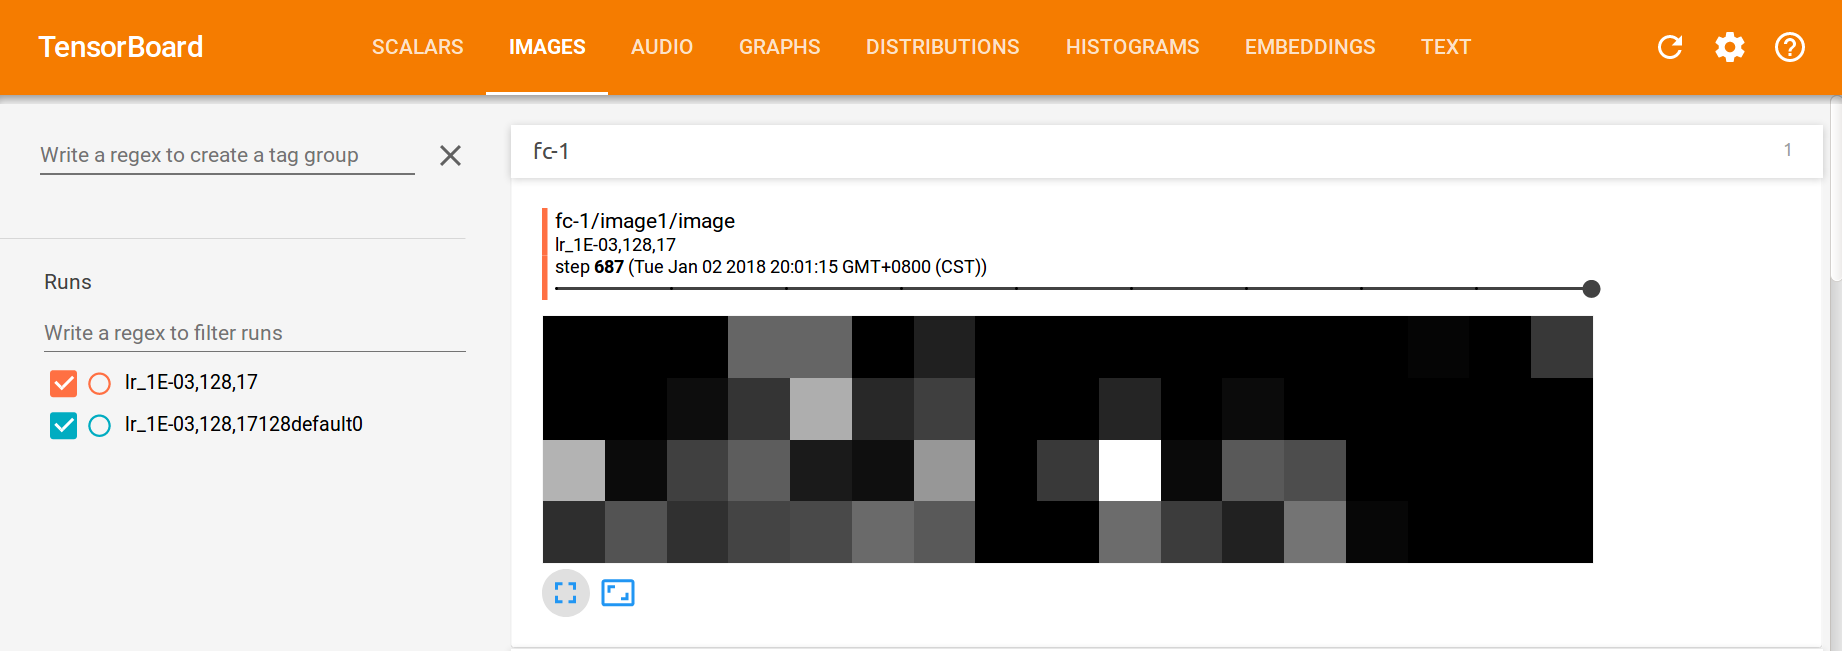 TensorBoard SCALARS IMAGES AUDIO GRAPHS DISTRIBUTIONS HISTOGRAMS EMBEDDINGS TEXT
Write a regex to create a tag group
Runs
Write a regex to filter runs
lr_1E-03,128,17
lr_1E-03,128,17128default0
fc-1 1
fc-1/image1/image
lr_1E-03,128,17
step 687 (Tue Jan 02 2018 20:01:15 GMT+0800 (CST))